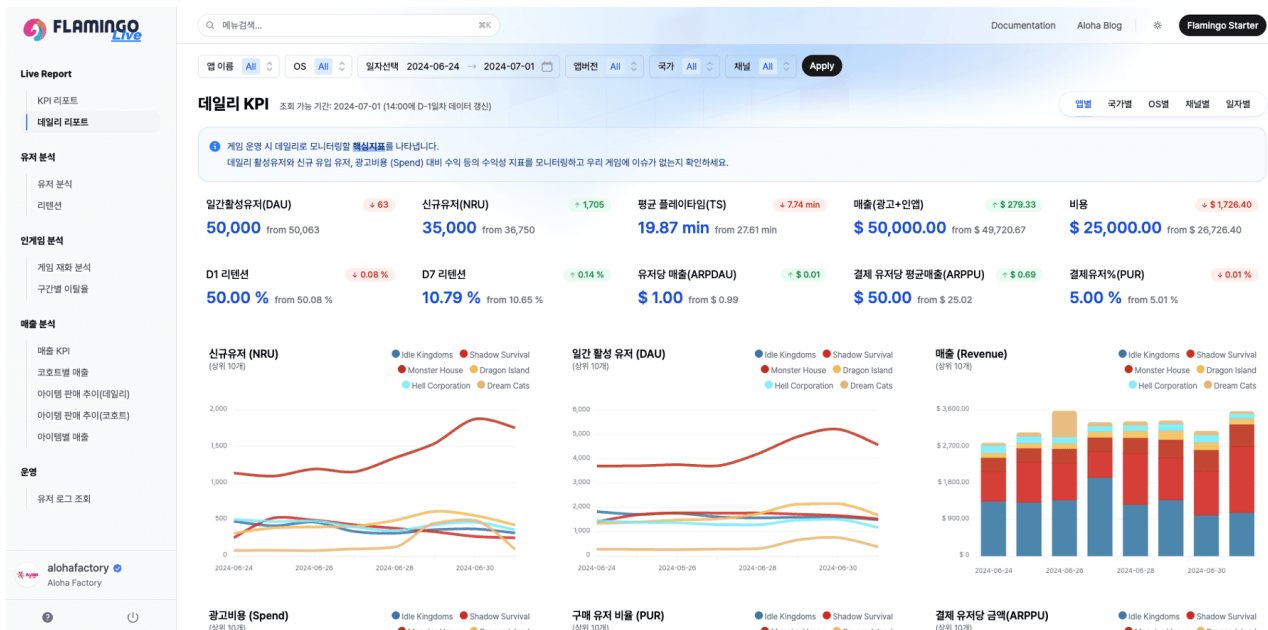 FLAMINGO
Live
메뉴검색...
⌘K
Documentation
Aloha Blog
Flamingo Starter
Live Report
KPI 리포트
데일리 리포트
유저 분석
유저 분석
리텐션
인게임 분석
게임 재화 분석
구간별 이탈율
매출 분석
매출 KPI
코호트별 매출
아이템 판매 추이(데일리)
아이템 판매 추이(코호트)
아이템별 매출
운영
유저 로그 조회
alohafactory
Aloha Factory
앱 이름 All OS All 일자선택 2024-06-24 → 2024-07-01 앱버전 All 국가 All 채널 All Apply
데일리 KPI 조회 가능 기간: 2024-07-01 (14:00에 D-1일차 데이터 갱신)
앱별 국가별 OS별 채널별 일자별
게임 운영 시 데일리로 모니터링할 핵심지표를 나타냅니다.
데일리 활성유저와 신규 유입 유저, 광고비용 (Spend) 대비 수익 등의 수익성 지표를 모니터링하고 우리 게임에 이슈가 없는지 확인하세요.
일간활성유저(DAU) ↓ 63
50,000 from 50,063
신규유저(NRU) ↑ 1,705
35,000 from 36,750
평균 플레이타임(TS) ↓ 7.74 min
19.87 min from 27.61 min
매출(광고+인앱) ↑ $ 279.33
$ 50,000.00 from $ 49,720.67
비용 ↓ $ 1,726.40
$ 25,000.00 from $ 26,726.40
D1 리텐션 ↓ 0.08 %
50.00 % from 50.08 %
D7 리텐션 ↑ 0.14 %
10.79 % from 10.65 %
유저당 매출(ARPDAU) ↑ $ 0.01
$ 1.00 from $ 0.99
결제 유저당 평균매출(ARPPU) ↑ $ 0.69
$ 50.00 from $ 25.02
결제유저%(PUR) ↓ 0.01 %
5.00 % from 5.01 %
신규유저 (NRU)
(상위 10개)
Idle Kingdoms Shadow Survival
Monster House Dragon Island
Hell Corporation Dream Cats
2,000
1,500
1,000
500
0
2024-06-24 2024-06-26 2024-06-28 2024-06-30
일간 활성 유저 (DAU)
(상위 10개)
Idle Kingdoms Shadow Survival
Monster House Dragon Island
Hell Corporation Dream Cats
6,000
5,000
4,000
3,000
2,000
1,000
0
2024-06-24 2024-06-26 2024-06-28 2024-06-30
매출 (Revenue)
(상위 10개)
Idle Kingdoms Shadow Survival
Monster House Dragon Island
Hell Corporation Dream Cats
$ 3,600.00
$ 2,700.00
$ 1,800.00
$ 900.00
$ 0
2024-06-24 2024-06-26 2024-06-28 2024-06-30
광고비용 (Spend)
(상위 10개)
Idle Kingdoms Shadow Survival
구매 유저 비율 (PUR)
(상위 10개)
Idle Kingdoms Shadow Survival
결제 유저당 금액(ARPPU)
(상위 10개)
Idle Kingdoms Shadow Survival